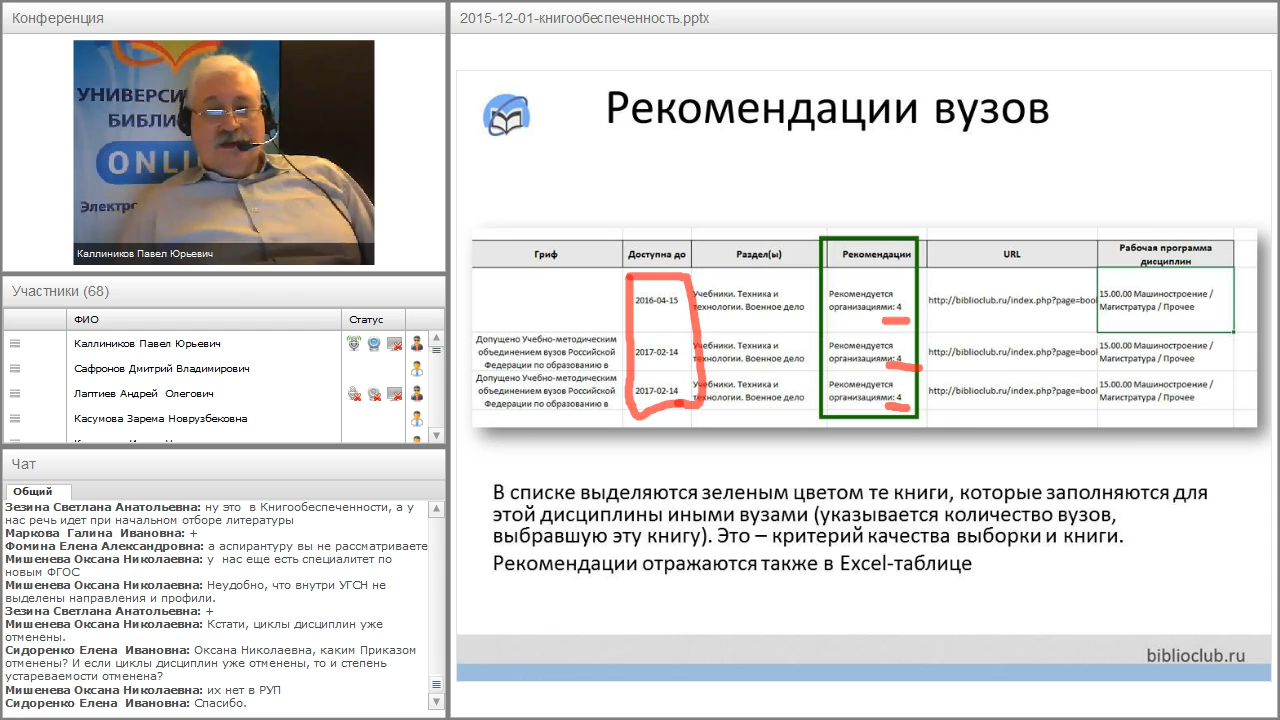 Конференция
УНИВЕРСИ
БИБЛИ
ONLI
Электро
Каллиников Павел Юрьевич
Участники (68)
ФИО Статус
Каллиников Павел Юрьевич
Сафронов Дмитрий Владимирович
Лаптиев Андрей Олегович
Касумова Зарема Новрузбековна
Чат
Общий
Зезина Светлана Анатольевна: ну это в Книгообеспеченности, а у
нас речь идет при начальном отборе литературы
Маркова Галина Ивановна: +
Фомина Елена Александровна: а аспирантуру вы не рассматриваете
Мишенева Оксана Николаевна: у нас еще есть специалитет по
новым ФГОС
Мишенева Оксана Николаевна: Неудобно, что внутри УГСН не
выделены направления и профили.
Зезина Светлана Анатольевна: +
Мишенева Оксана Николаевна: Кстати, циклы дисциплин уже
отменены.
Сидоренко Елена Ивановна: Оксана Николаевна, каким Приказом
отменены? И если циклы дисциплин уже отменены, то и степень
устареваемости отменена?
Мишенева Оксана Николаевна: их нет в РУП
Сидоренко Елена Ивановна: Спасибо.
2015-12-01-книгообеспеченность.pptx
Рекомендации вузов
Гриф Доступна до Раздел(ы) Рекомендации URL Рабочая программа
дисциплин
2016-04-15 Учебники. Техника и Рекомендуется http://biblioclub.ru/index.php?page=bool 15.00.00 Машиностроение /
технологии. Военное дело организациями: 4 Магистратура / Прочее
Допущено Учебно-методическим
объединением вузов Российской
Федерации по образованию в
2017-02-14 Учебники. Техника и Рекомендуется http://biblioclub.ru/index.php?page=bool 15.00.00 Машиностроение /
технологии. Военное дело организациями: 4 Магистратура / Прочее
Допущено Учебно-методическим
объединением вузов Российской
Федерации по образованию в
2017-02-14 Учебники. Техника и Рекомендуется http://biblioclub.ru/index.php?page=bool 15.00.00 Машиностроение /
технологии. Военное дело организациями: 4 Магистратура / Прочее
В списке выделяются зеленым цветом те книги, которые заполняются для
этой дисциплины иными вузами (указывается количество вузов,
выбравшую эту книгу). Это – критерий качества выборки и книги.
Рекомендации отражаются также в Excel-таблице
biblioclub.ru